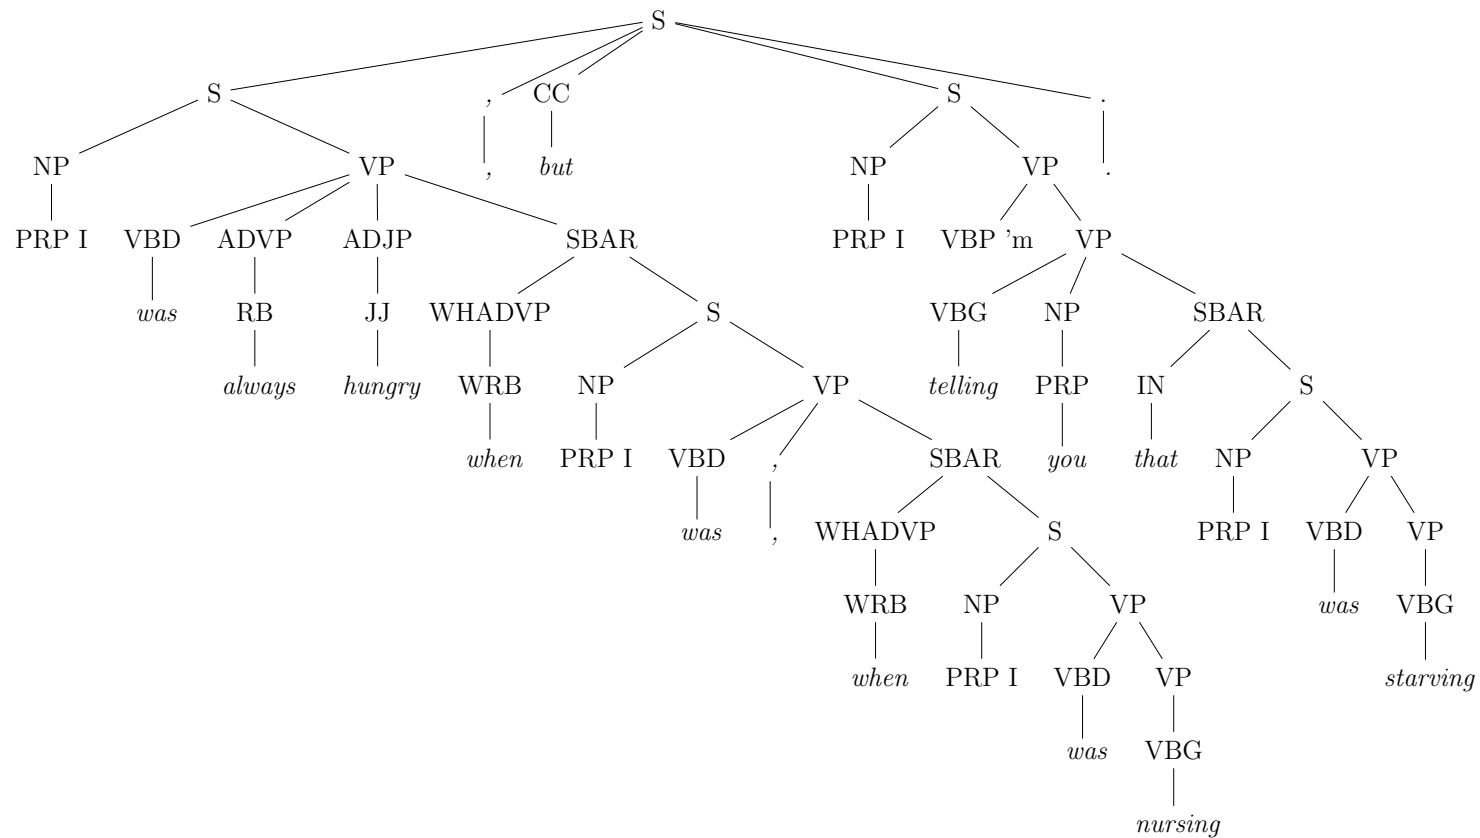 S
S , CC S .
NP VP , but NP VP .
PRP I VBD ADVP ADJP SBAR PRP I VBP 'm VP
was RB JJ WHADVP S VBG NP SBAR
always hungry WRB NP VP telling PRP IN S
when PRP I VBD , SBAR you that NP VP
was , WHADVP S PRP I VBD VP
WRB NP VP was VBG
when PRP I VBD VP starving
was VBG
nursing